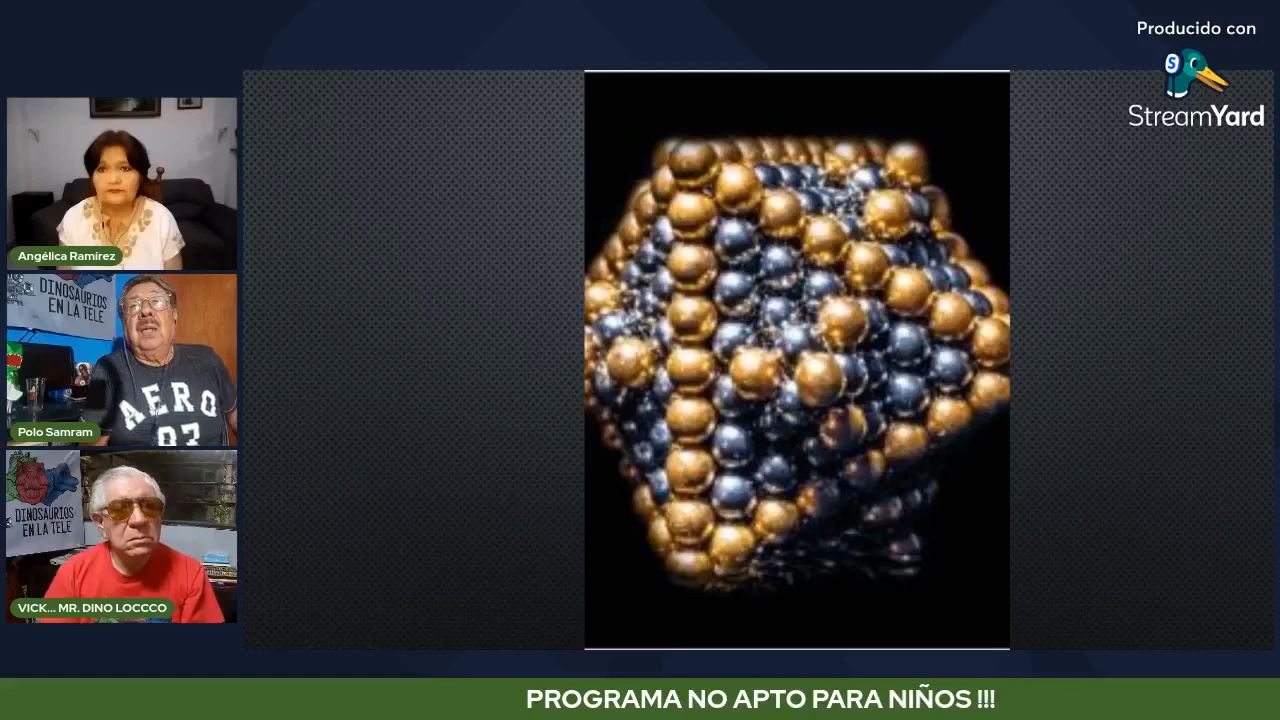 Producido con
StreamYard
Angélica Ramírez
DINOSAURIOS
EN LA TELE
AERO
Polo Samram
DINOSAURIOS
EN LA TELE
VICK... MR. DINO LOCCCO
PROGRAMA NO APTO PARA NIÑOS !!!